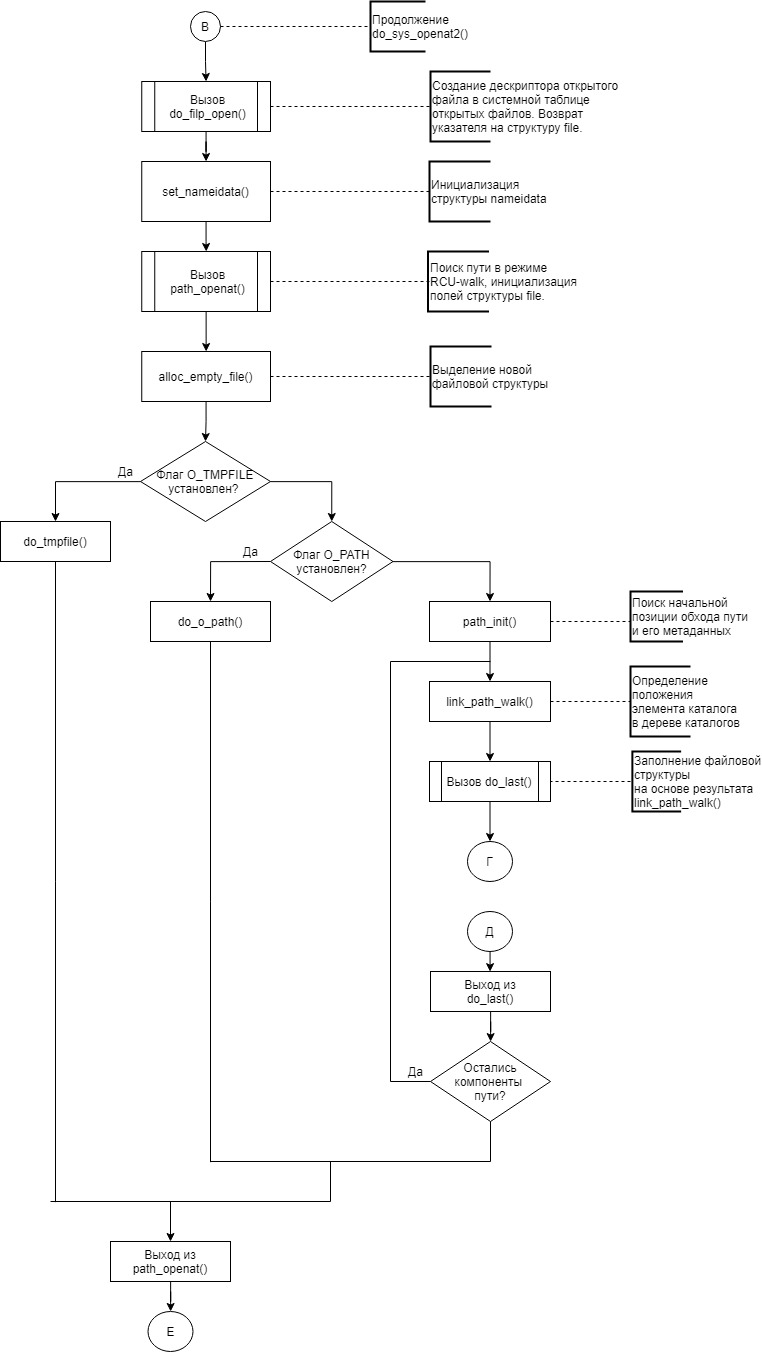 В
Продолжение
do_sys_openat2()
Вызов
do_filp_open()
Создание дескриптора открытого
файла в системной таблице
открытых файлов. Возврат
указателя на структуру file.
set_nameidata()
Инициализация
структуры nameidata
Вызов
path_openat()
Поиск пути в режиме
RCU-walk, инициализация
полей структуры file.
alloc_empty_file()
Выделение новой
файловой структуры
Да
Флаг O_TMPFILE
установлен?
do_tmpfile()
Да
Флаг O_PATH
установлен?
do_o_path()
path_init()
Поиск начальной
позиции обхода пути
и его метаданных
link_path_walk()
Определение
положения
элемента каталога
в дереве каталогов
Вызов do_last()
Заполнение файловой
структуры
на основе результата
link_path_walk()
Г
Д
Выход из
do_last()
Да
Остались
компоненты
пути?
Выход из
path_openat()
Е